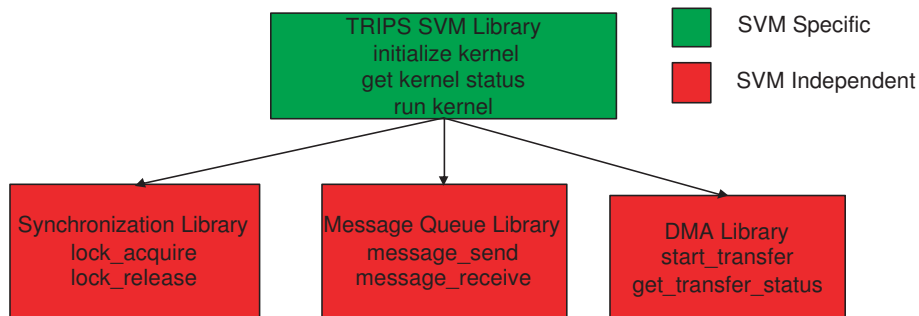 TRIPS SVM Library
initialize kernel
get kernel status
run kernel
SVM Specific
SVM Independent
Synchronization Library
lock_acquire
lock_release
Message Queue Library
message_send
message_receive
DMA Library
start_transfer
get_transfer_status